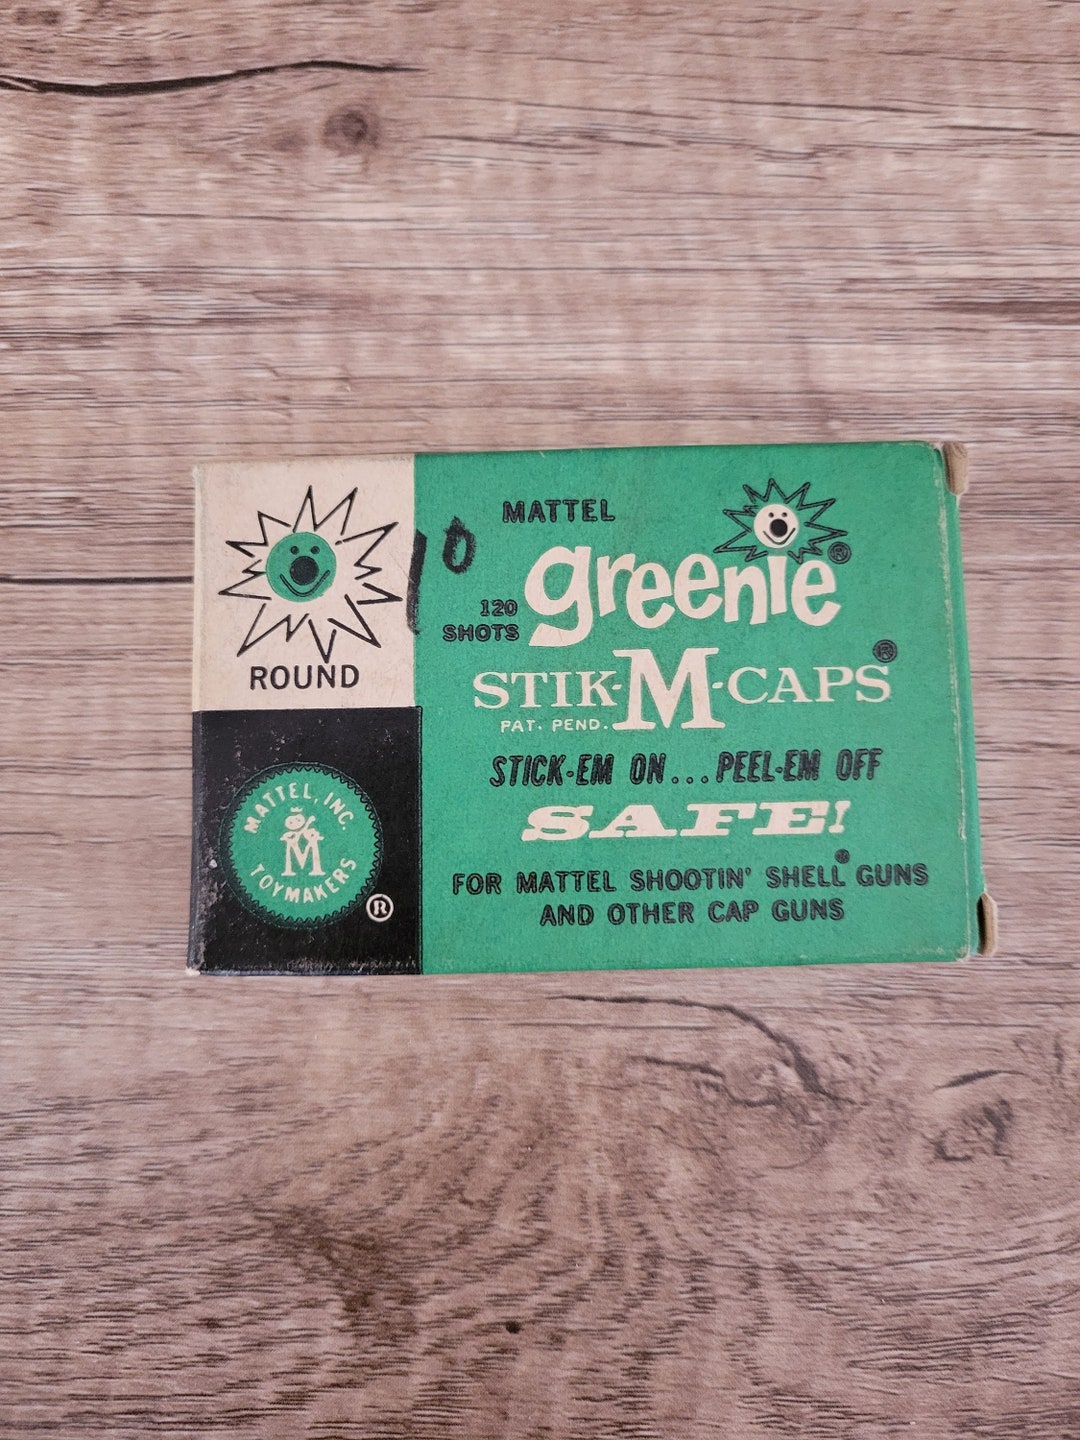 ROUND
MATTEL, INC.
M
TOYMAKERS
®
10
MATTEL
greenie®
120
SHOTS
STIK-M-CAPS®
PAT. PEND.
STICK-EM ON...PEEL-EM OFF
SAFE!
FOR MATTEL SHOOTIN' SHELL® GUNS
AND OTHER CAP GUNS